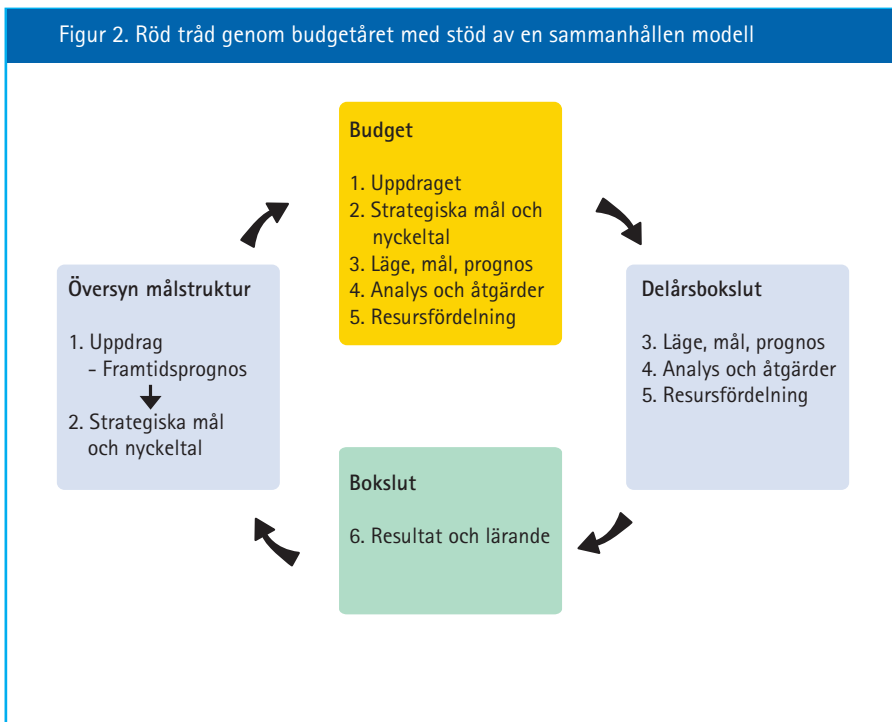 Figur 2. Röd tråd genom budgetåret med stöd av en sammanhållen modell
Budget
1. Uppdraget
2. Strategiska mål och
nyckeltal
3. Läge, mål, prognos
4. Analys och åtgärder
5. Resursfördelning
Översyn målstruktur
1. Uppdrag
- Framtidsprognos
2. Strategiska mål
och nyckeltal
Delårsbokslut
3. Läge, mål, prognos
4. Analys och åtgärder
5. Resursfördelning
Bokslut
6. Resultat och lärande